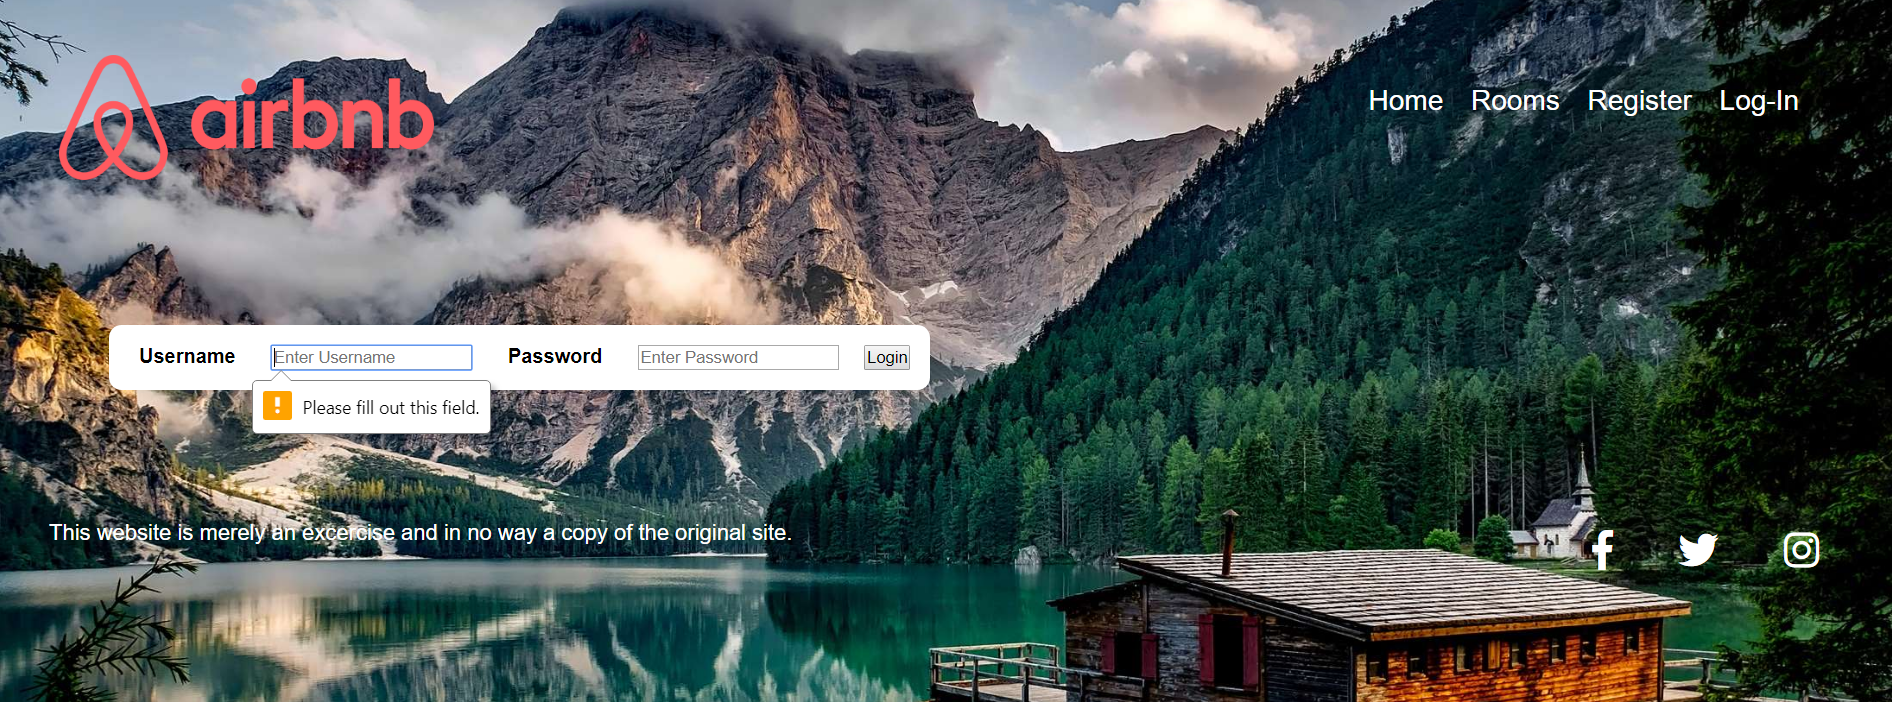 airbnb
Home Rooms Register Log-In
Username Enter Username Password Enter Password Login
! Please fill out this field.
This website is merely an excercise and in no way a copy of the original site.